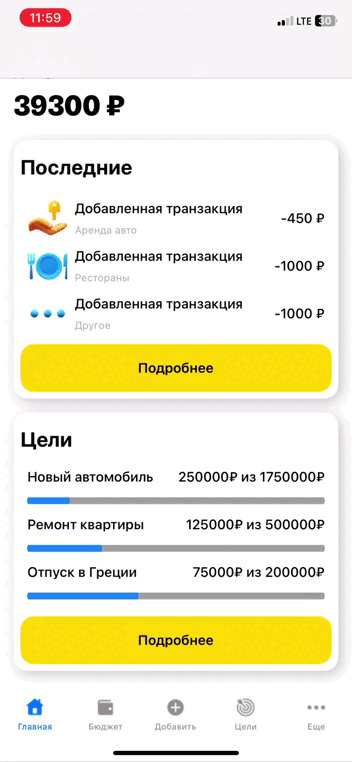 11:59
LTE 30
39300 ₽
Последние
Добавленная транзакция
Аренда авто
-450 ₽
Добавленная транзакция
Рестораны
-1000 ₽
Добавленная транзакция
Другое
-1000 ₽
Подробнее
Цели
Новый автомобиль 250000₽ из 1750000₽
Ремонт квартиры 125000₽ из 500000₽
Отпуск в Греции 75000₽ из 200000₽
Подробнее
Главная Бюджет Добавить Цели Еще